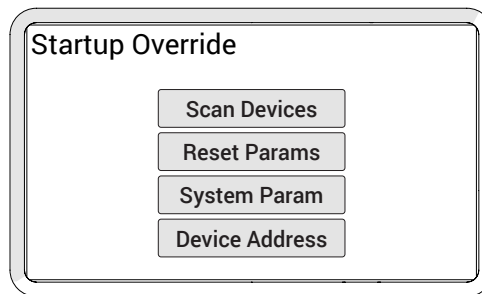 Startup Override
Scan Devices
Reset Params
System Param
Device Address